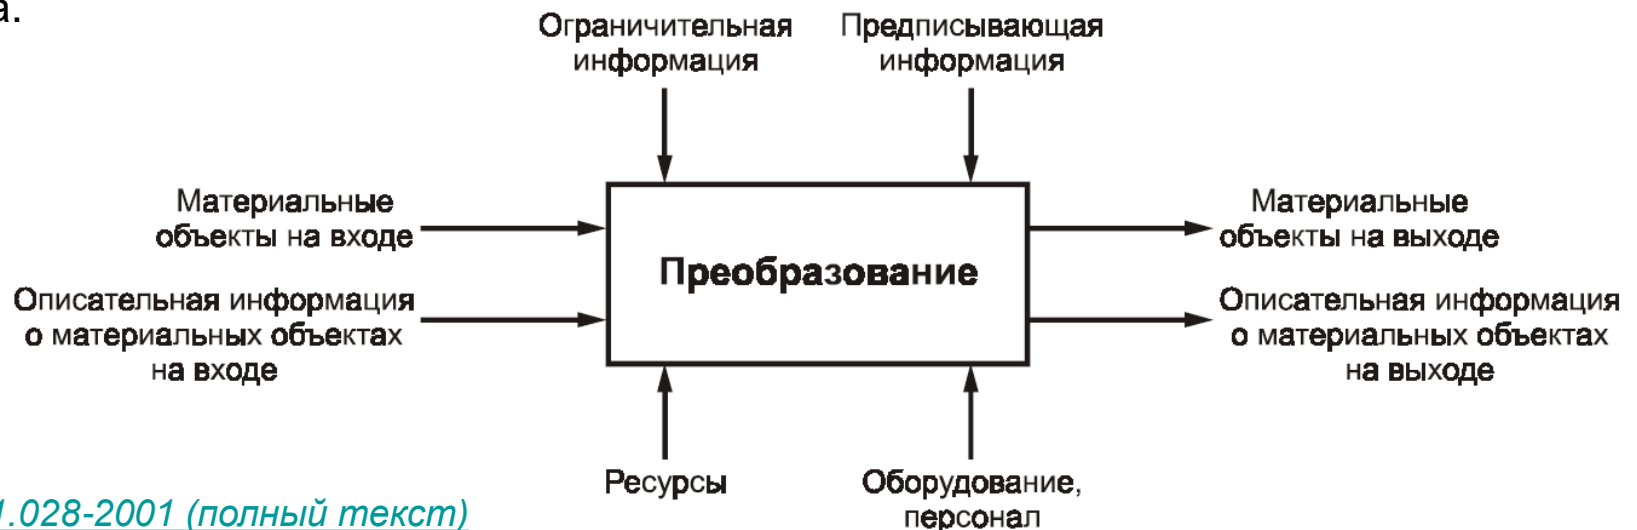 а.
Ограничительная
информация
Предписывающая
информация
Материальные
объекты на входе
Описательная информация
о материальных объектах
на входе
Преобразование
Материальные
объекты на выходе
Описательная информация
о материальных объектах
на выходе
Ресурсы
Оборудование,
персонал
1.028-2001 (полный текст)